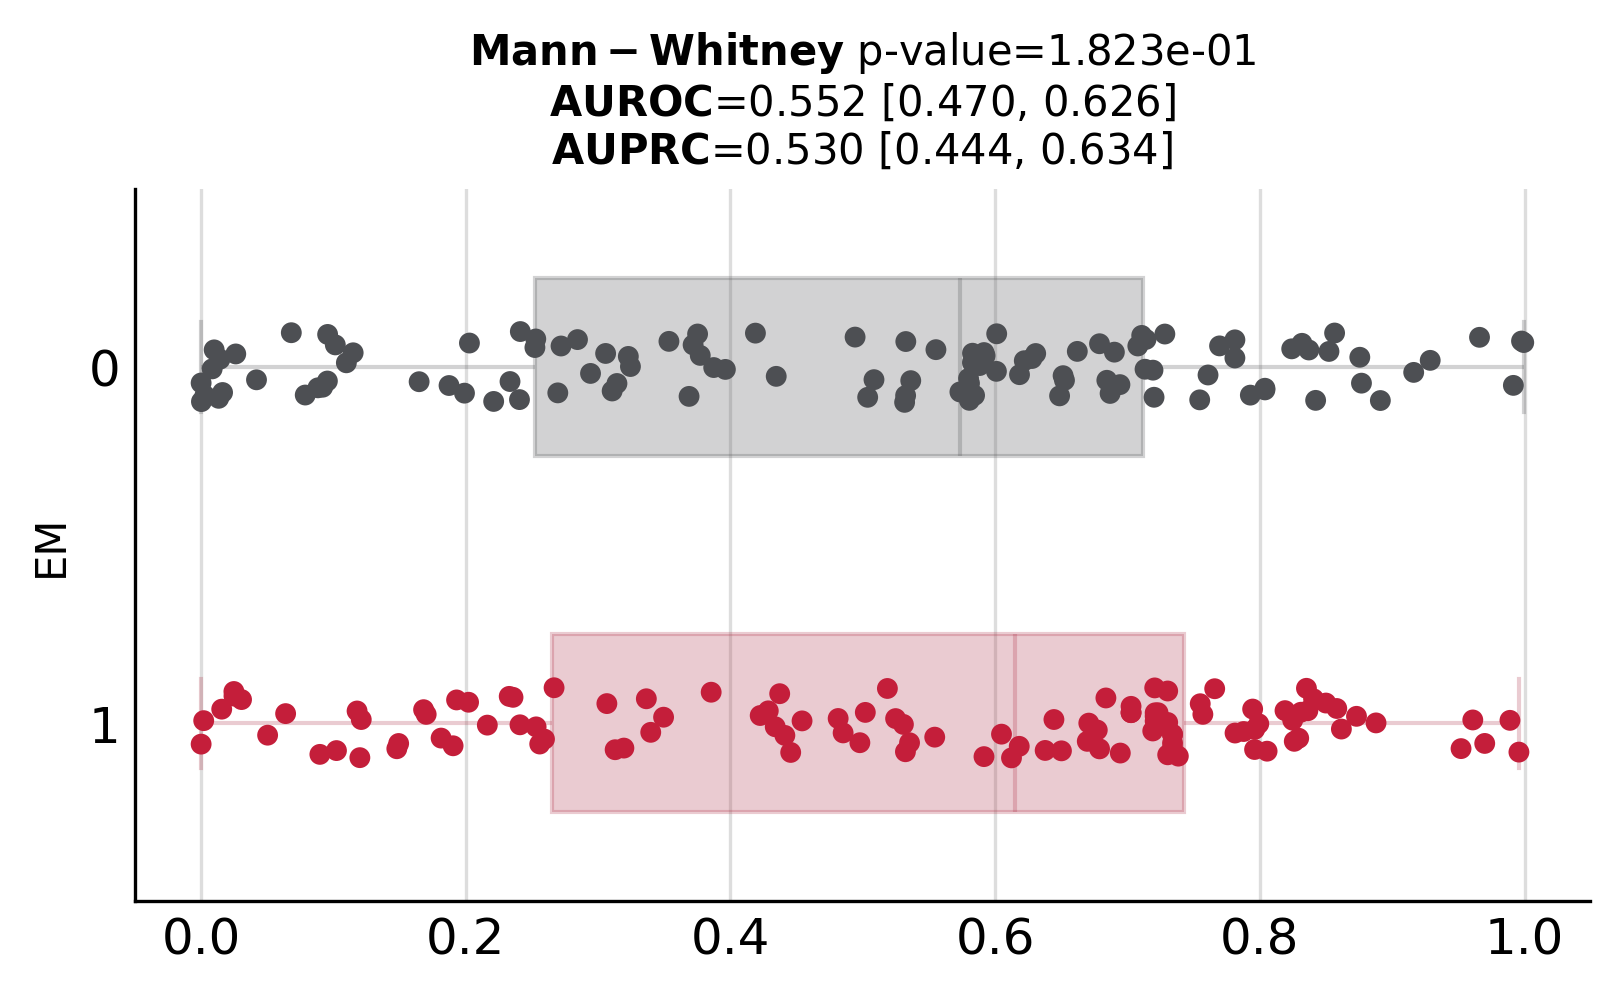 Mann − Whitney p-value=1.823e-01
AUROC=0.552 [0.470, 0.626]
AUPRC=0.530 [0.444, 0.634]
0
EM
1
0.0 0.2 0.4 0.6 0.8 1.0